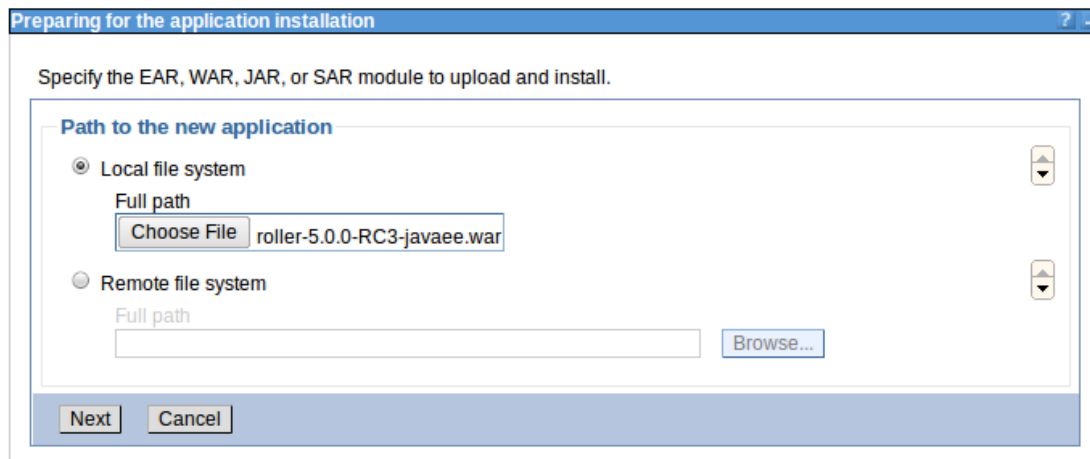 Preparing for the application installation ?
Specify the EAR, WAR, JAR, or SAR module to upload and install.
Path to the new application
Local file system
Full path
Choose File roller-5.0.0-RC3-javaee.war
Remote file system
Full path
Browse...
Next Cancel